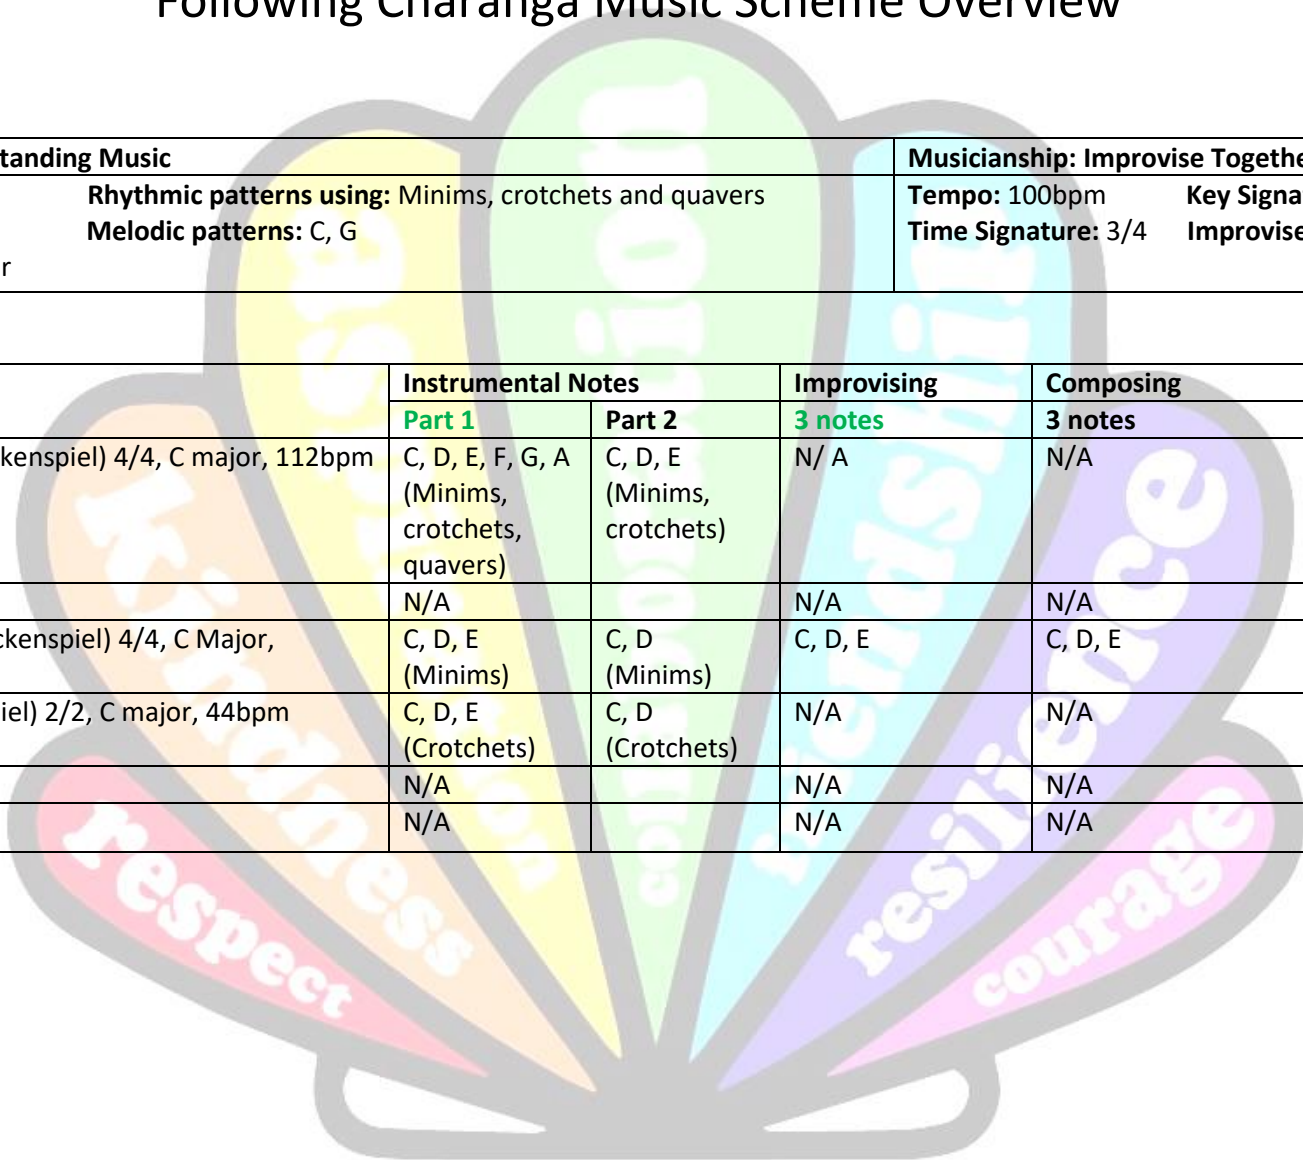 Following Charanga Music Scheme Overview
tanding Music Musicianship: Improvise Togethe
Rhythmic patterns using: Minims, crotchets and quavers Tempo: 100bpm Key Signa
Melodic patterns: C, G Time Signature: 3/4 Improvise
r
Instrumental Notes Improvising Composing
Part 1 Part 2 3 notes 3 notes
kenspiel) 4/4, C major, 112bpm C, D, E, F, G, A C, D, E N/ A N/A
(Minims, (Minims,
crotchets, crotchets)
quavers)
N/A N/A N/A
ckenspiel) 4/4, C Major, C, D, E C, D C, D, E C, D, E
(Minims) (Minims)
iel) 2/2, C major, 44bpm C, D, E C, D N/A N/A
(Crotchets) (Crotchets)
N/A N/A N/A
N/A N/A N/A
respect
kindness
friendship
resilience
courage